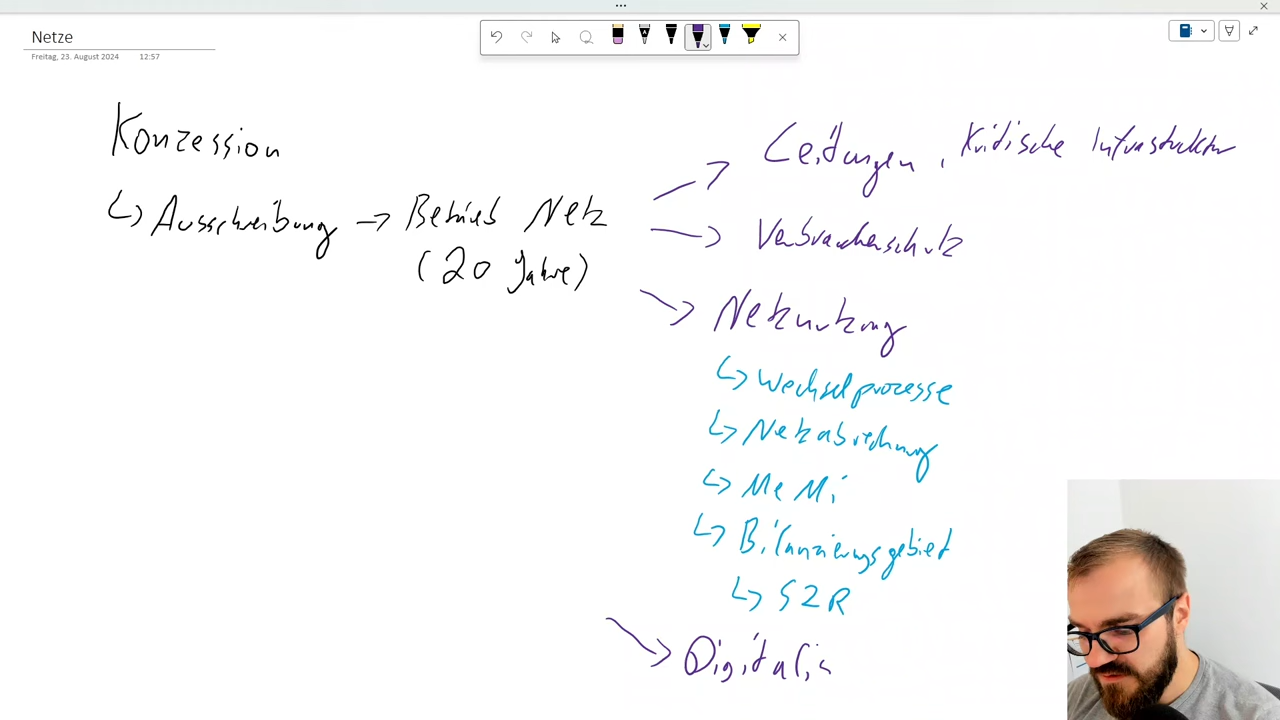 Netze
Freitag, 23. August 2024 12:57
Konzession
↳ Ausschreibung → Betrieb Netz
(20 Jahre)
→ Leitungen, Kritische Infrastruktur
→ Verbraucherschutz
→ Netznutzung
↳ Wechselprozesse
↳ Netzabrechnung
↳ MeMi
↳ Bilanzierungsgebiet
↳ SZR
→ Digitalis